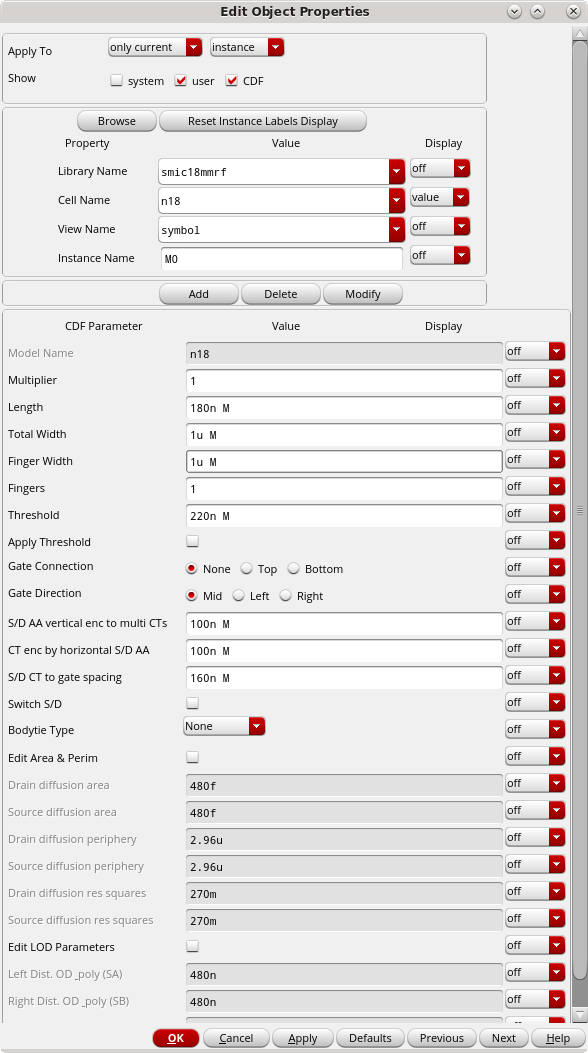 Edit Object Properties
Apply To only current instance
Show system user CDF
Browse Reset Instance Labels Display
Property Value Display
Library Name smic18mmrf off
Cell Name n18 value
View Name symbol off
Instance Name M0 off
Add Delete Modify
CDF Parameter Value Display
Model Name n18 off
Multiplier 1 off
Length 180n M off
Total Width 1u M off
Finger Width 1u M off
Fingers 1 off
Threshold 220n M off
Apply Threshold off
Gate Connection None Top Bottom off
Gate Direction Mid Left Right off
S/D AA vertical enc to multi CTs 100n M off
CT enc by horizontal S/D AA 100n M off
S/D CT to gate spacing 160n M off
Switch S/D off
Bodytie Type None off
Edit Area & Perim off
Drain diffusion area 480f off
Source diffusion area 480f off
Drain diffusion periphery 2.96u off
Source diffusion periphery 2.96u off
Drain diffusion res squares 270m off
Source diffusion res squares 270m off
Edit LOD Parameters off
Left Dist. OD_poly (SA) 480n off
Right Dist. OD_poly (SB) 480n off
OK Cancel Apply Defaults Previous Next Help